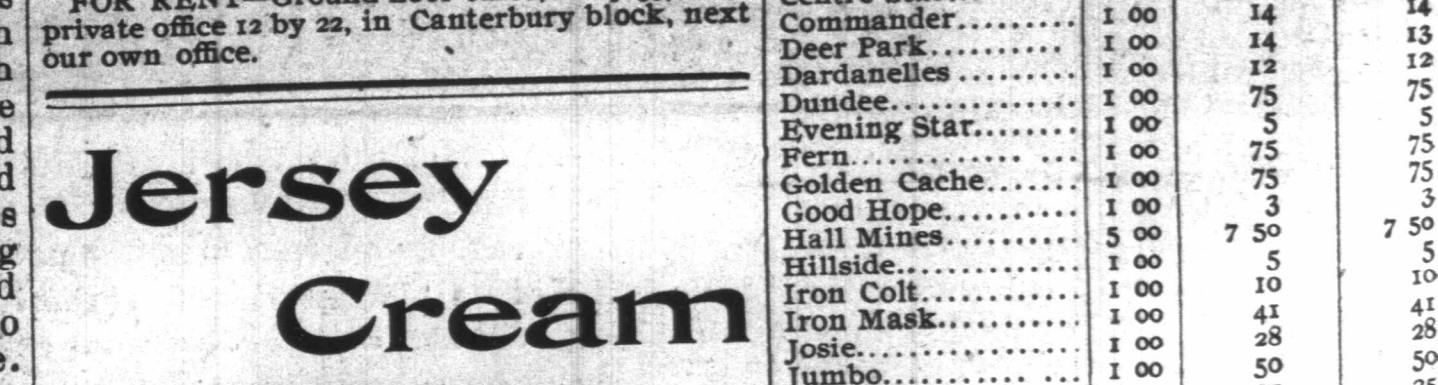 private office 12 by 22, in Canterbury block, next
our own office.
Jersey
Cream
Commander......... 1 00 14 14
Deer Park.......... 1 00 14 13
Dardanelles ......... 1 00 12 12
Dundee.............. 1 00 75 75
Evening Star........ 1 00 5 5
Fern............ ... 1 00 75 75
Golden Cache....... 1 00 75 75
Good Hope.......... 1 00 3 3
Hall Mines.......... 5 00 7 50 7 50
Hillside.............. 1 00 5 5
Iron Colt............ 1 00 10 10
Iron Mask.......... 1 00 41 41
Josie................. 1 00 28 28
Jumbo.......... ... 1 00 50 50